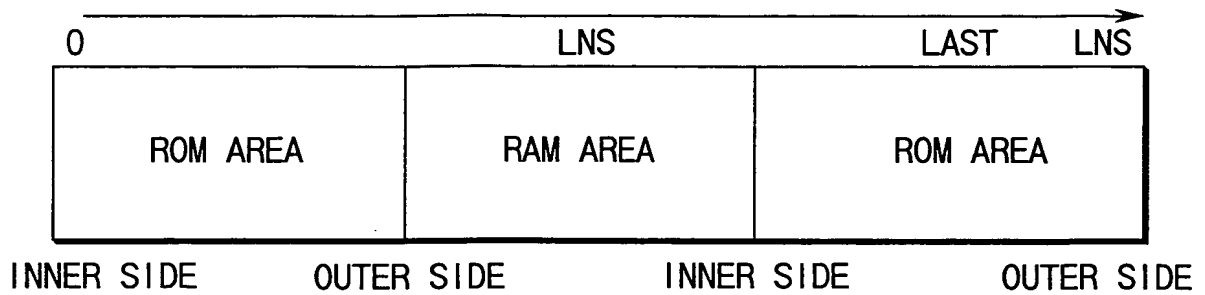 0 LNS LAST LNS
ROM AREA RAM AREA ROM AREA
INNER SIDE OUTER SIDE INNER SIDE OUTER SIDE